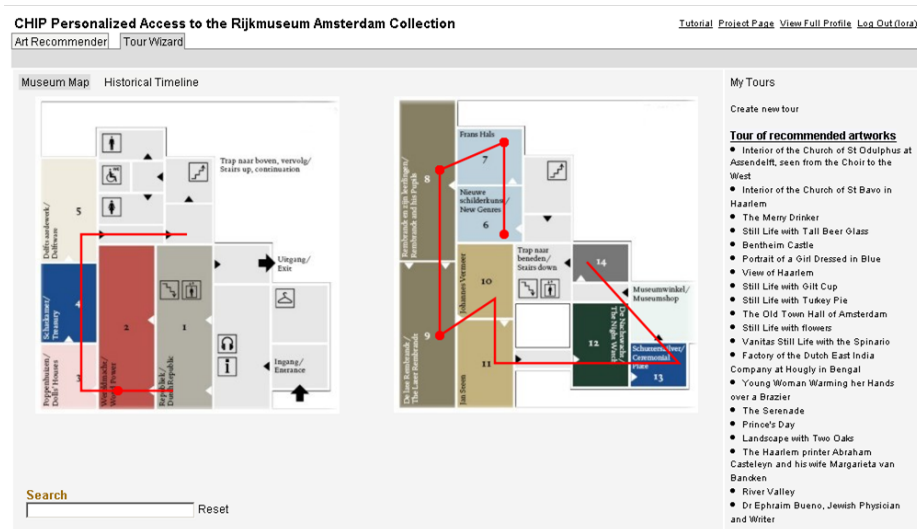 CHIP Personalized Access to the Rijkmuseum Amsterdam Collection
Tutorial Project Page View Full Profile Log Out (lora)
Art Recommender Tour Wizard
Museum Map Historical Timeline
Trap naar boven, vervolg/
Stairs up, continuation
5
Delfts aardewerk/
Delftware
4
Schatkamer/
Treasury
3
Poppenhuizen/
Dolls' Houses
2
Wereldmacht/
World Power
1
Republiek/
Dutch Republic
Uitgang/
Exit
i
Ingang/
Entrance
8
Rembrandt en zijn leerlingen/
Rembrandt and his Pupils
Frans Hals
7
Nieuwe
schilderkunst/
New Genres
6
9
De late Rembrandt/
The Later Rembrandt
10
Johannes Vermeer
11
Jan Steen
Trap naar
beneden/
Stairs down
14
Museumwinkel/
Museumshop
12
De Nachtwacht/
The Night Watch
Schutterszilver/
Ceremonial
Plate
13
Search
Reset
My Tours
Create new tour
Tour of recommended artworks
Interior of the Church of St Odulphus at
Assendelft, seen from the Choir to the
West
Interior of the Church of St Bavo in
Haarlem
The Merry Drinker
Still Life with Tall Beer Glass
Bentheim Castle
Portrait of a Girl Dressed in Blue
View of Haarlem
Still Life with Gilt Cup
Still Life with Turkey Pie
The Old Town Hall of Amsterdam
Still Life with flowers
Vanitas Still Life with the Spinario
Factory of the Dutch East India
Company at Hougly in Bengal
Young Woman Warming her Hands
over a Brazier
The Serenade
Prince's Day
Landscape with Two Oaks
The Haarlem printer Abraham
Casteleyn and his wife Margarieta van
Bancken
River Valley
Dr Ephraim Bueno, Jewish Physician
and Writer